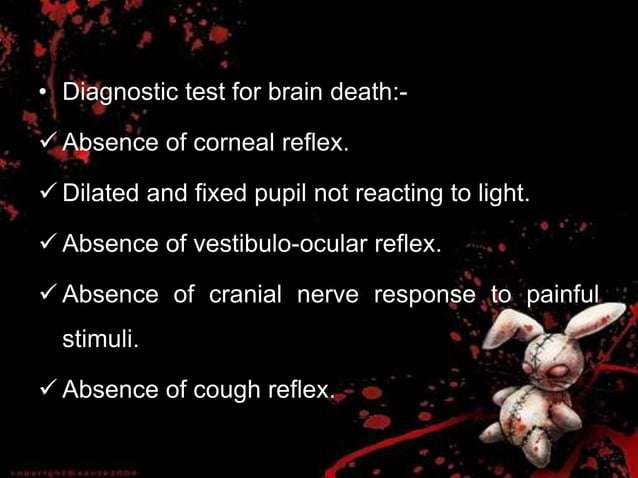 • Diagnostic test for brain death:-
✓ Absence of corneal reflex.
✓ Dilated and fixed pupil not reacting to light.
✓ Absence of vestibulo-ocular reflex.
✓ Absence of cranial nerve response to painful
stimuli.
✓ Absence of cough reflex.